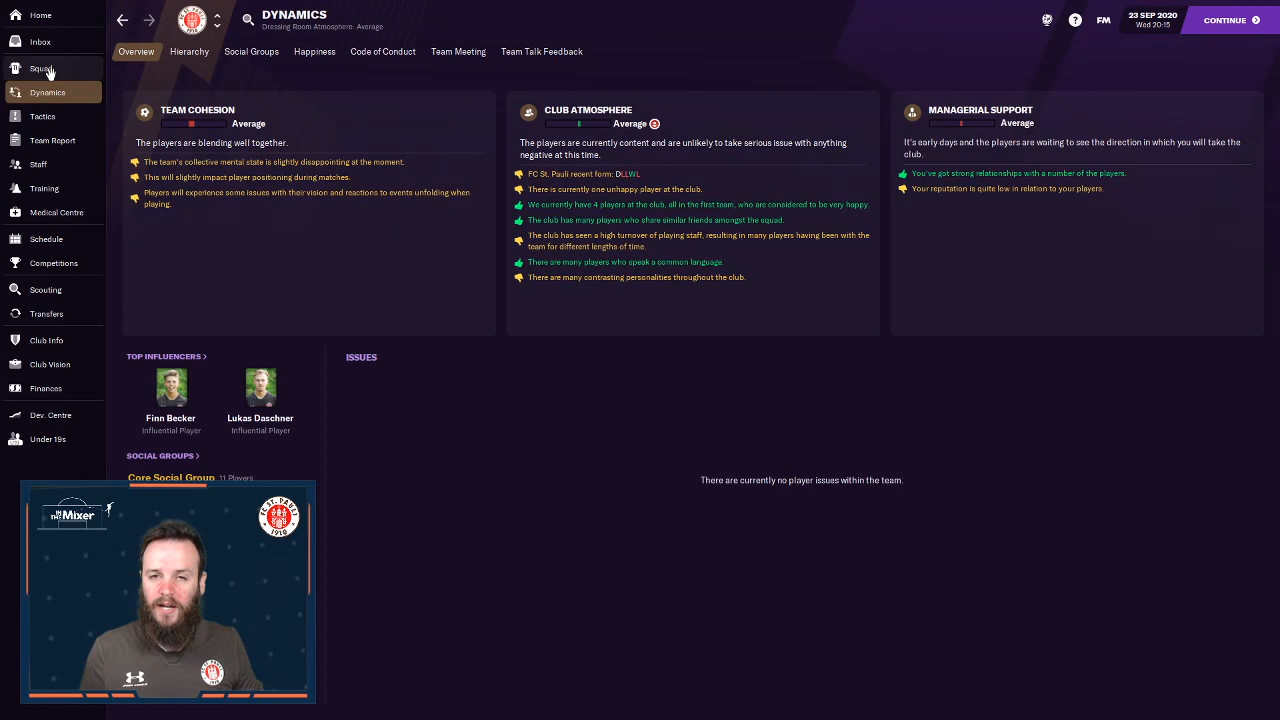 Home
Inbox
Squad
Dynamics
Tactics
Team Report
Staff
Training
Medical Centre
Schedule
Competitions
Scouting
Transfers
Club Info
Club Vision
Finances
Dev. Centre
Under 19s
DYNAMICS
Dressing Room Atmosphere: Average
FM
23 SEP 2020
Wed 20:15
CONTINUE
Overview
Hierarchy
Social Groups
Happiness
Code of Conduct
Team Meeting
Team Talk Feedback
TEAM COHESION
Average
The players are blending well together.
The team's collective mental state is slightly disappointing at the moment.
This will slightly impact player positioning during matches.
Players will experience some issues with their vision and reactions to events unfolding when
playing.
CLUB ATMOSPHERE
Average
The players are currently content and are unlikely to take serious issue with anything
negative at this time.
FC St. Pauli recent form: DLLWL
There is currently one unhappy player at the club.
We currently have 4 players at the club, all in the first team, who are considered to be very happy.
The club has many players who share similar friends amongst the squad.
The club has seen a high turnover of playing staff, resulting in many players having been with the
team for different lengths of time.
There are many players who speak a common language.
There are many contrasting personalities throughout the club.
MANAGERIAL SUPPORT
Average
It's early days and the players are waiting to see the direction in which you will take the
club.
You've got strong relationships with a number of the players.
Your reputation is quite low in relation to your players.
TOP INFLUENCERS >
Finn Becker
Influential Player
Lukas Daschner
Influential Player
SOCIAL GROUPS >
Core Social Group 11 Players
ISSUES
There are currently no player issues within the team.
IN THE Mixer
FC ST. PAULI
1910
UNDER ARMOUR